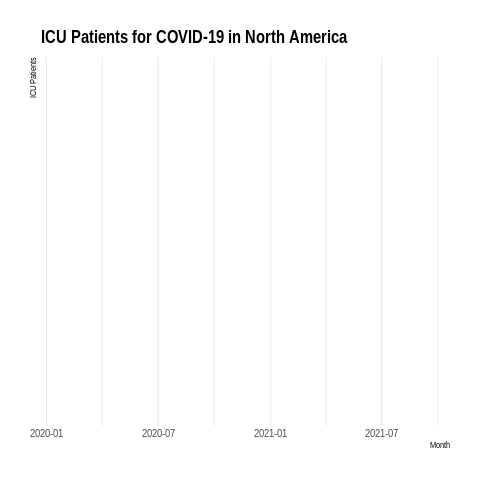 ICU Patients for COVID-19 in North America
ICU Patients
2020-01
2020-07
2021-01
2021-07
Month